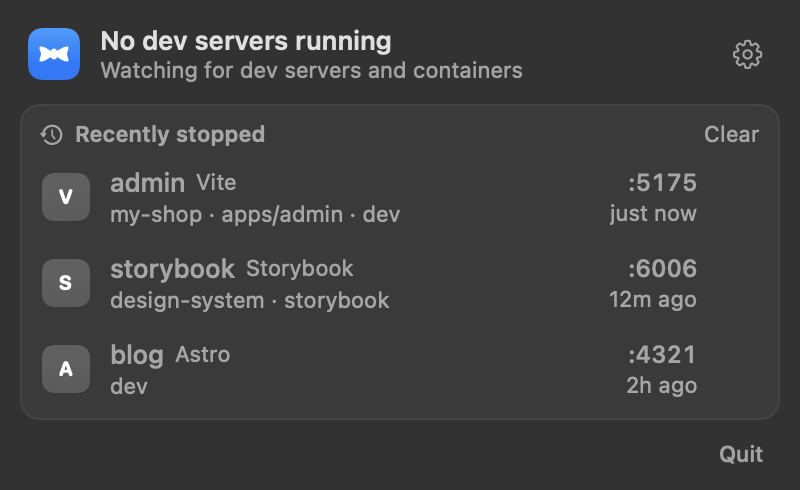 No dev servers running
Watching for dev servers and containers
Recently stopped Clear
V admin Vite :5175
my-shop · apps/admin · dev just now
S storybook Storybook :6006
design-system · storybook 12m ago
A blog Astro :4321
dev 2h ago
Quit